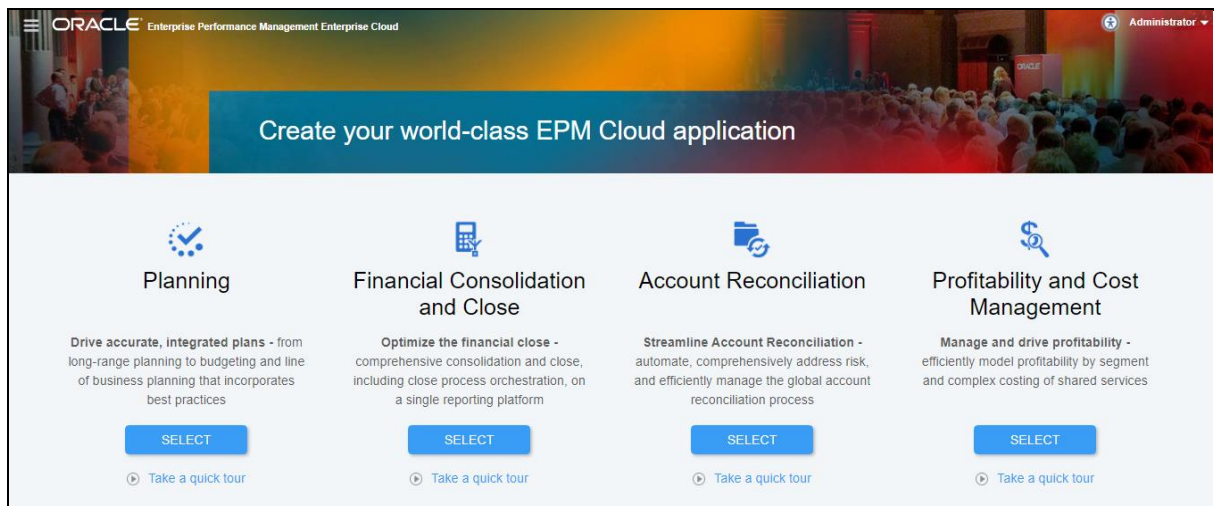 ORACLE® Enterprise Performance Management Enterprise Cloud
Administrator
ORACLE
Create your world-class EPM Cloud application
Planning
Drive accurate, integrated plans - from
long-range planning to budgeting and line
of business planning that incorporates
best practices
SELECT
Take a quick tour
Financial Consolidation
and Close
Optimize the financial close -
comprehensive consolidation and close,
including close process orchestration, on
a single reporting platform
SELECT
Take a quick tour
Account Reconciliation
Streamline Account Reconciliation -
automate, comprehensively address risk,
and efficiently manage the global account
reconciliation process
SELECT
Take a quick tour
Profitability and Cost
Management
Manage and drive profitability -
efficiently model profitability by segment
and complex costing of shared services
SELECT
Take a quick tour